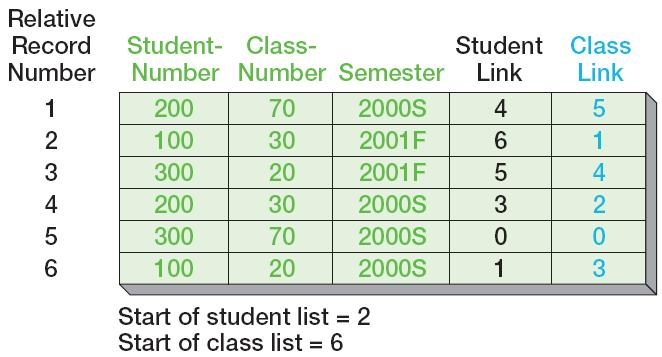 Relative
Record Student- Class- Student Class
Number Number Number Semester Link Link
1 200 70 2000S 4 5
2 100 30 2001F 6 1
3 300 20 2001F 5 4
4 200 30 2000S 3 2
5 300 70 2000S 0 0
6 100 20 2000S 1 3
Start of student list = 2
Start of class list = 6